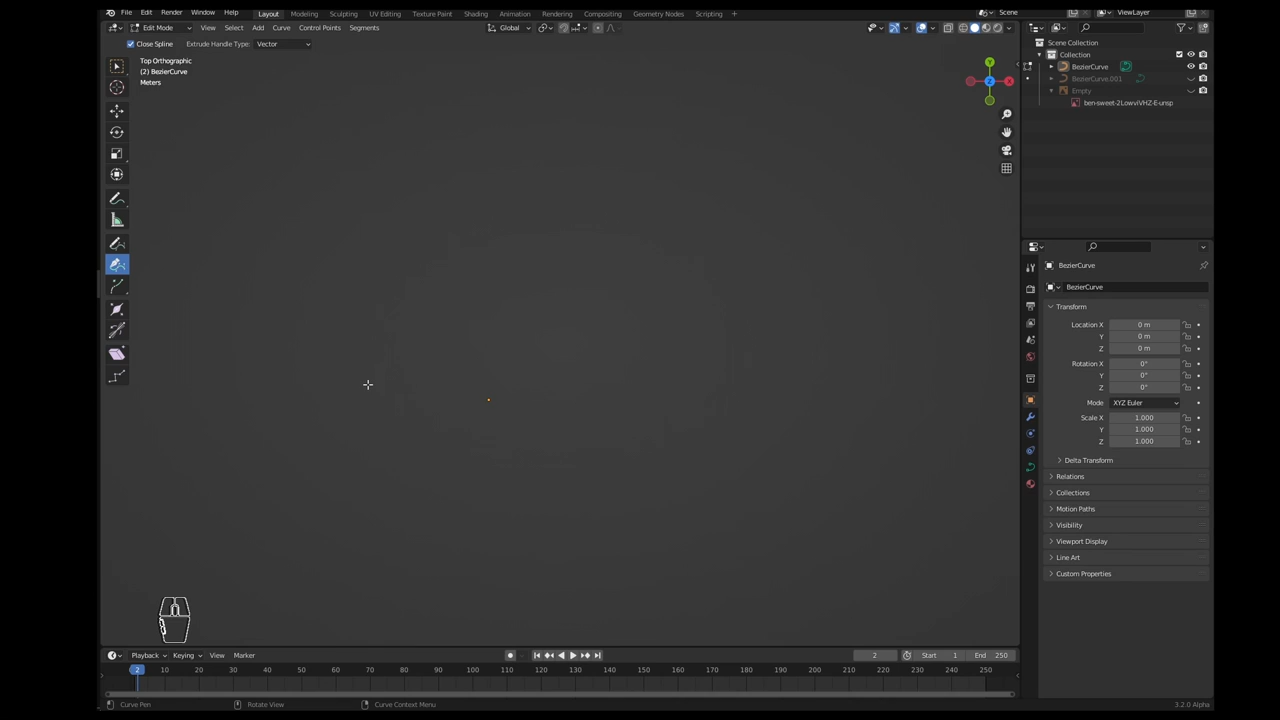 File Edit Render Window Help Layout Modeling Sculpting UV Editing Texture Paint Shading Animation Rendering Compositing Geometry Nodes Scripting + Scene ViewLayer
Edit Mode View Select Add Curve Control Points Segments Global
Close Spline Extrude Handle Type: Vector
Top Orthographic
(2) BezierCurve
Meters
Y
Z
X
Scene Collection
Collection
BezierCurve
BezierCurve.001
Empty
ben-sweet-2LowviVHZ-E-unsp
BezierCurve
BezierCurve
Transform
Location X 0 m
Y 0 m
Z 0 m
Rotation X 0°
Y 0°
Z 0°
Mode XYZ Euler
Scale X 1.000
Y 1.000
Z 1.000
Delta Transform
Relations
Collections
Motion Paths
Visibility
Viewport Display
Line Art
Custom Properties
Playback Keying View Marker 2 Start 1 End 250
2 10 20 30 40 50 60 70 80 90 100 110 120 130 140 150 160 170 180 190 200 210 220 230 240 250
Curve Pen Rotate View Curve Context Menu 3.2.0 Alpha